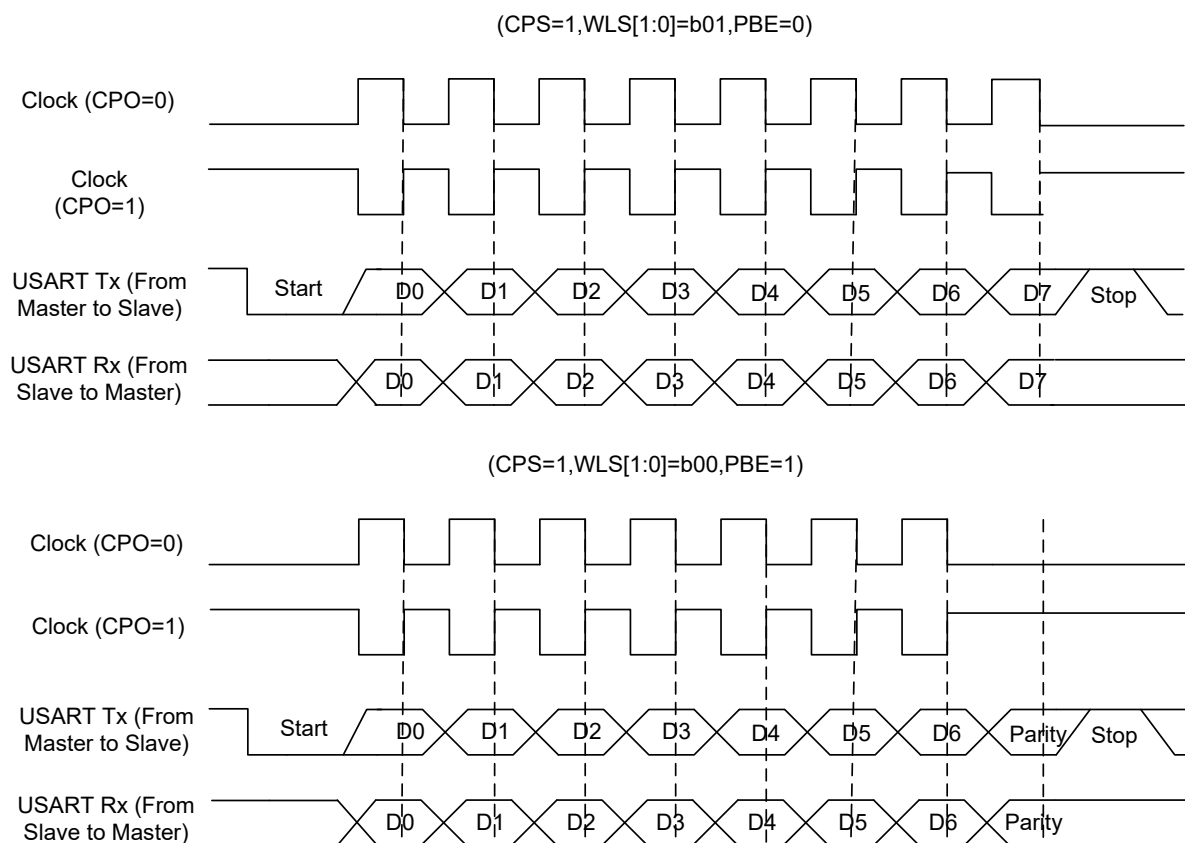 (CPS=1,WLS[1:0]=b01,PBE=0)
Clock (CPO=0)
Clock
(CPO=1)
USART Tx (From
Master to Slave)
Start D0 D1 D2 D3 D4 D5 D6 D7 Stop
USART Rx (From
Slave to Master)
D0 D1 D2 D3 D4 D5 D6 D7
(CPS=1,WLS[1:0]=b00,PBE=1)
Clock (CPO=0)
Clock (CPO=1)
USART Tx (From
Master to Slave)
Start D0 D1 D2 D3 D4 D5 D6 Parity Stop
USART Rx (From
Slave to Master)
D0 D1 D2 D3 D4 D5 D6 Parity